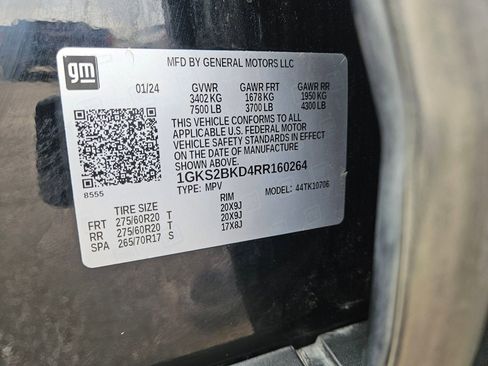 gm
MFD BY GENERAL MOTORS LLC
01/24 GVWR GAWR FRT GAWR RR
3402 KG 1678 KG 1950 KG
7500 LB 3700 LB 4300 LB
THIS VEHICLE CONFORMS TO ALL
APPLICABLE U.S. FEDERAL MOTOR
VEHICLE SAFETY STANDARDS IN EFFECT
ON THE DATE OF MANUFACTURE
1GKS2BKD4RR160264
8555 TYPE: MPV MODEL: 44TK10706
TIRE SIZE RIM
FRT 275/60R20 T 20X9J
RR 275/60R20 T 20X9J
SPA 265/70R17 S 17X8J